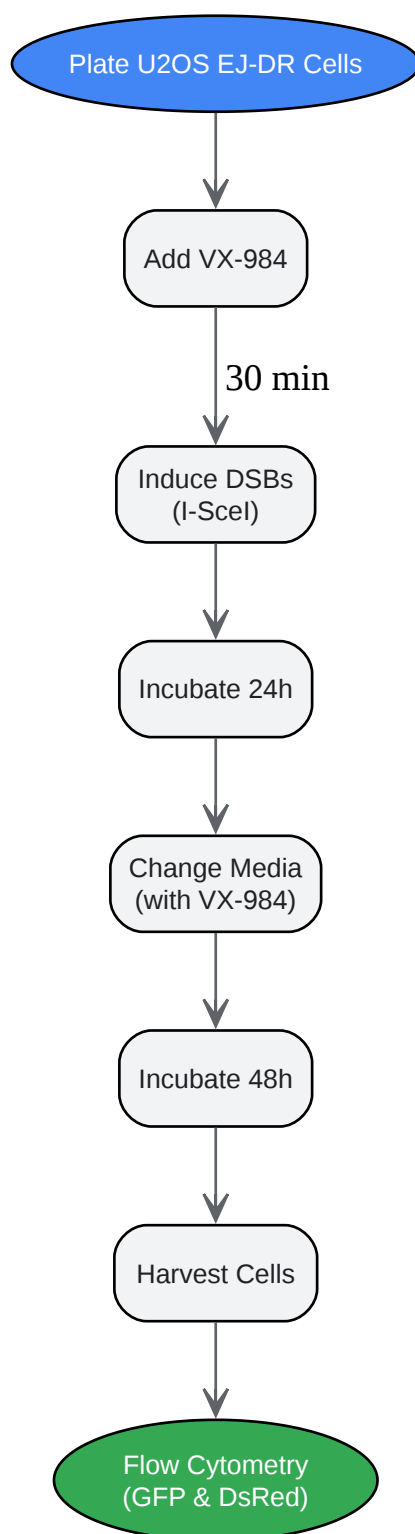 Plate U2OS EJ-DR Cells
Add VX-984
30 min
Induce DSBs
(I-SceI)
Incubate 24h
Change Media
(with VX-984)
Incubate 48h
Harvest Cells
Flow Cytometry
(GFP & DsRed)